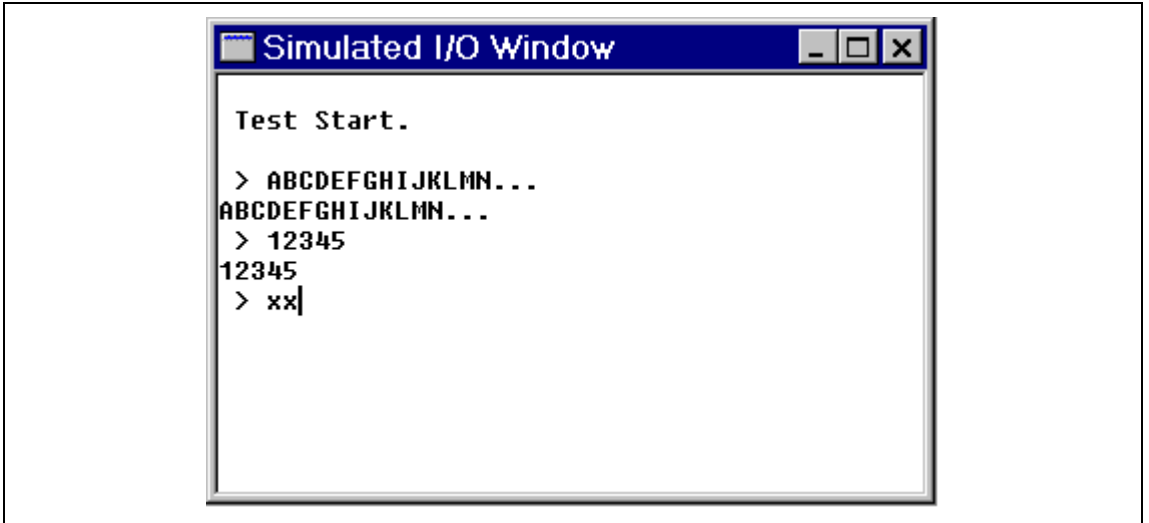 Simulated I/O Window
Test Start.
> ABCDEFGHIJKLMN...
ABCDEFGHIJKLMN...
> 12345
12345
> xx